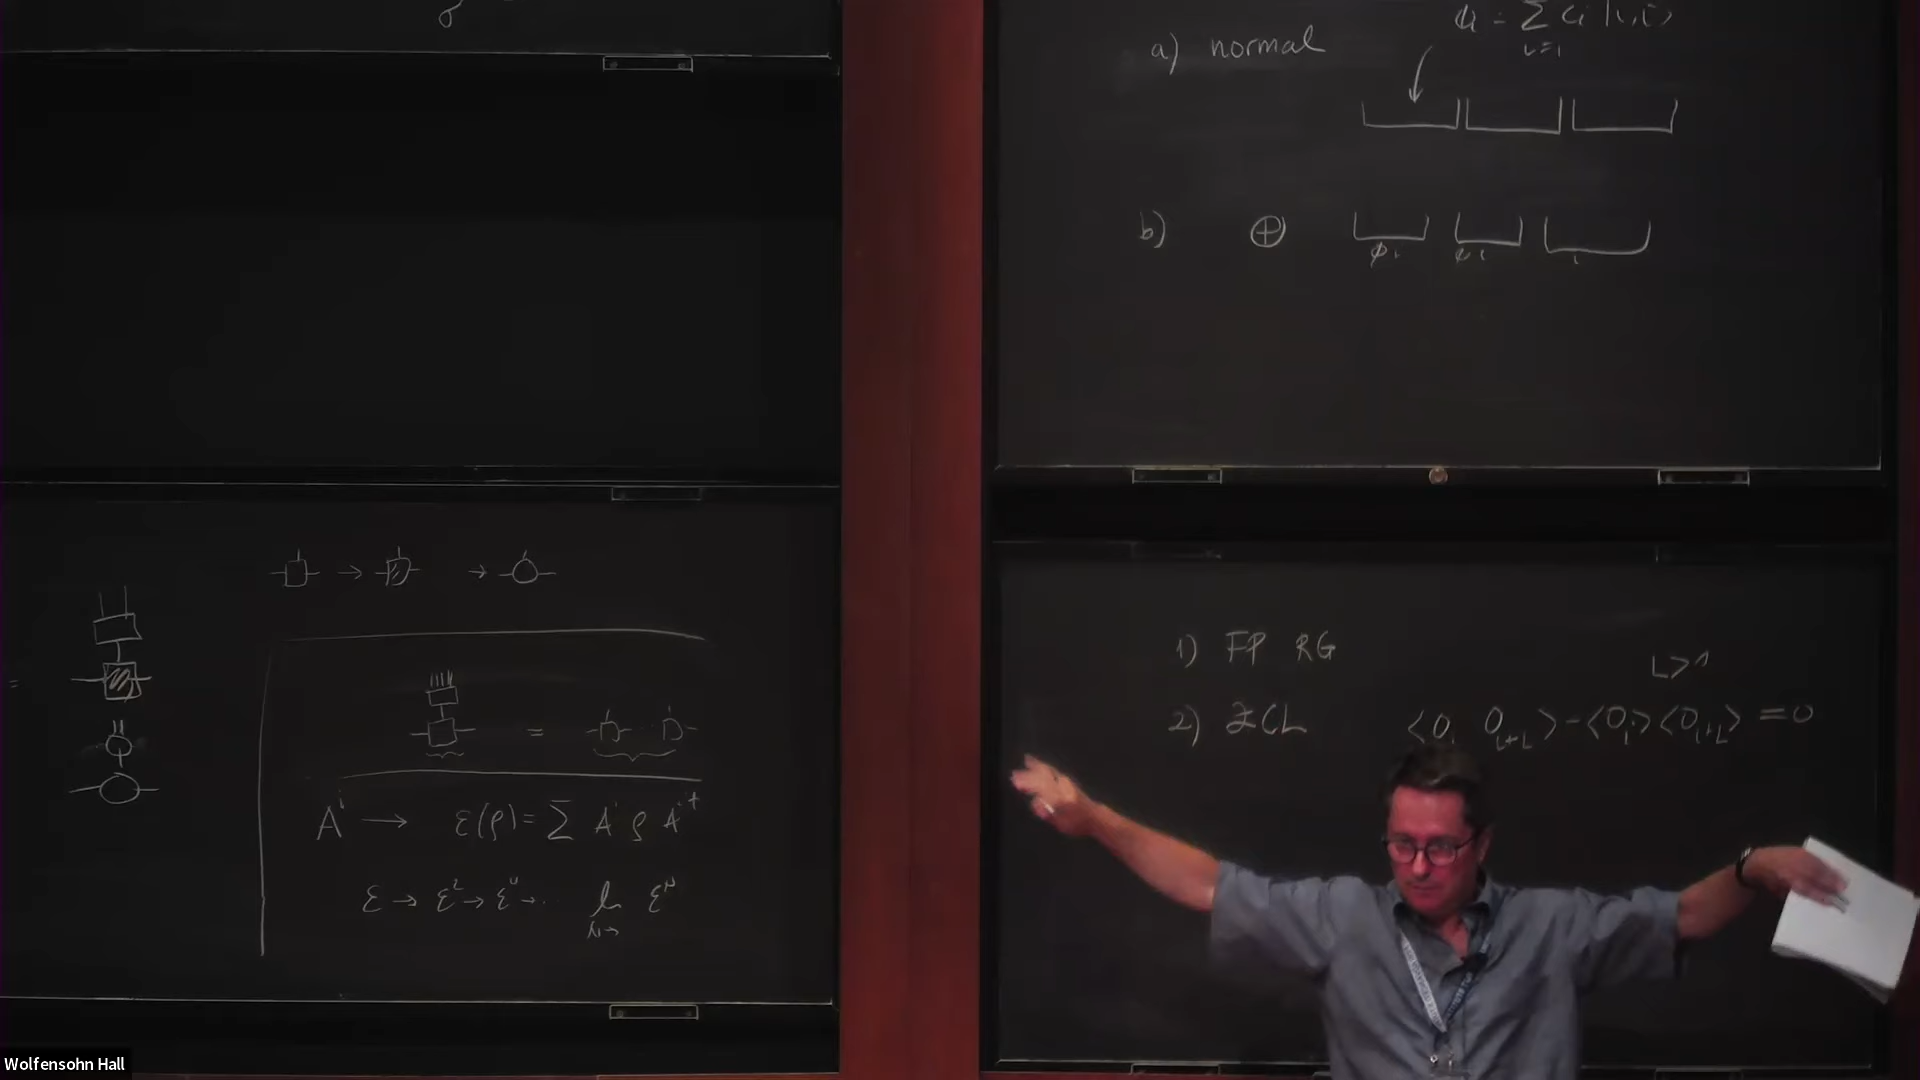 σ
A^i → ε(ρ) = Σ A^i ρ A^{i†}
ε → ε² → ε⁴ → ...
ε^N
a) normal
b) ⊕
1) FP RG
L>1
2) ZCL <O_i O_{i+L}> - <O_i><O_{i+L}> = 0
Wolfensohn Hall